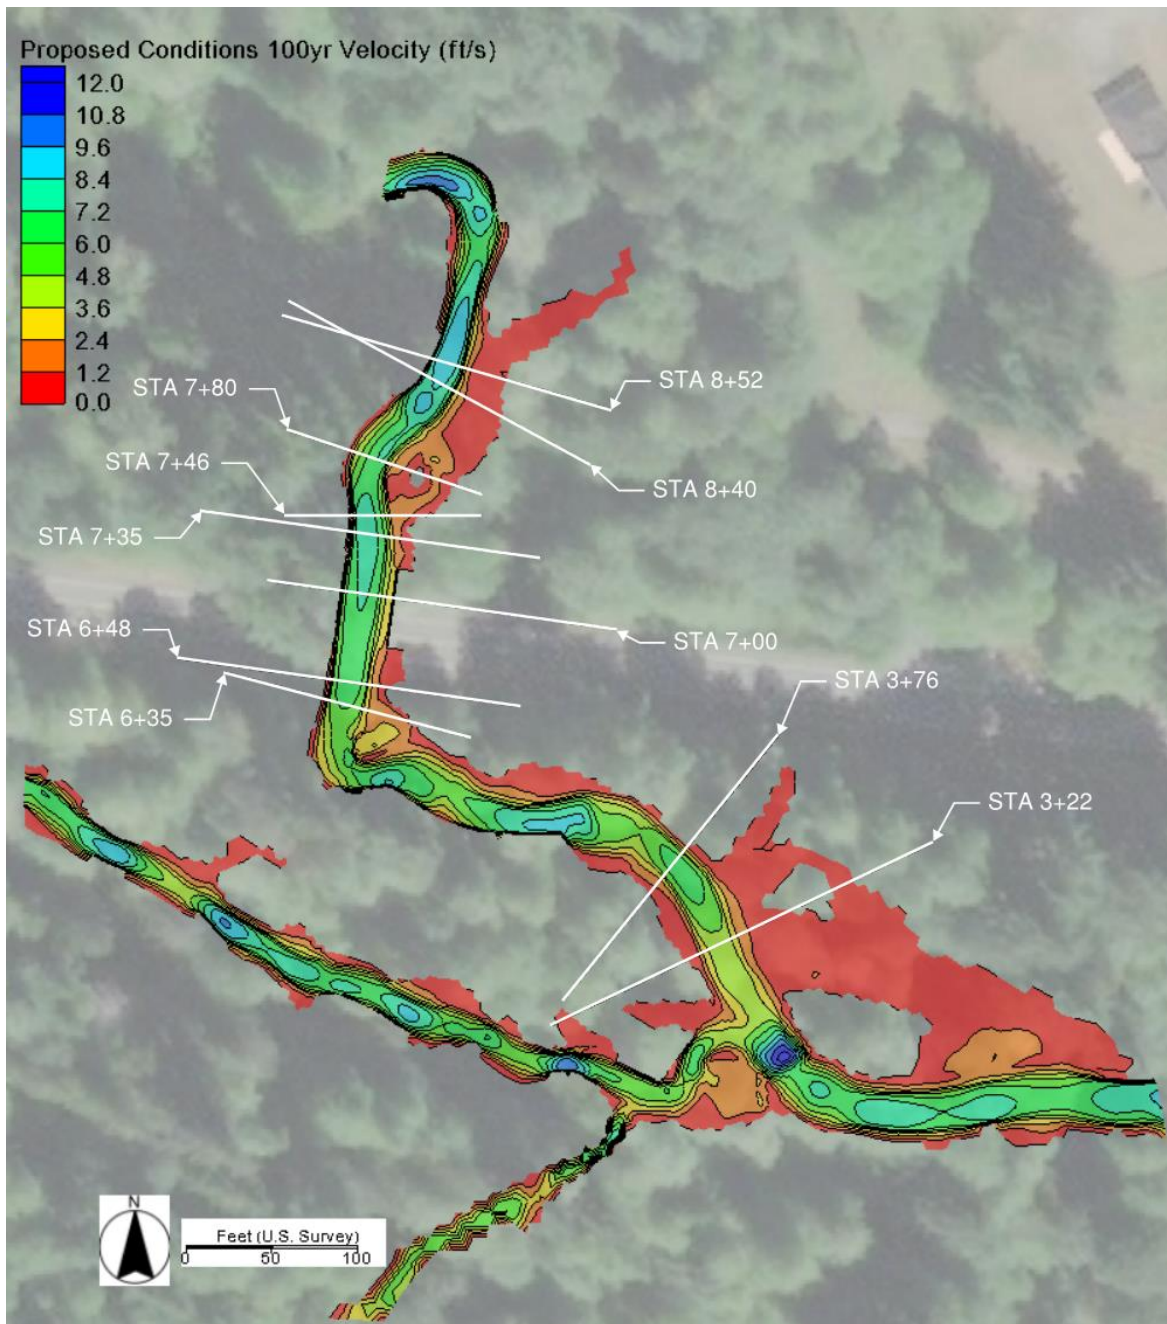 Proposed Conditions 100yr Velocity (ft/s)
12.0
10.8
9.6
8.4
7.2
6.0
4.8
3.6
2.4
1.2
0.0
STA 7+80
STA 8+52
STA 7+46
STA 8+40
STA 7+35
STA 6+48
STA 7+00
STA 3+76
STA 6+35
STA 3+22
N
Feet (U.S. Survey)
0 50 100